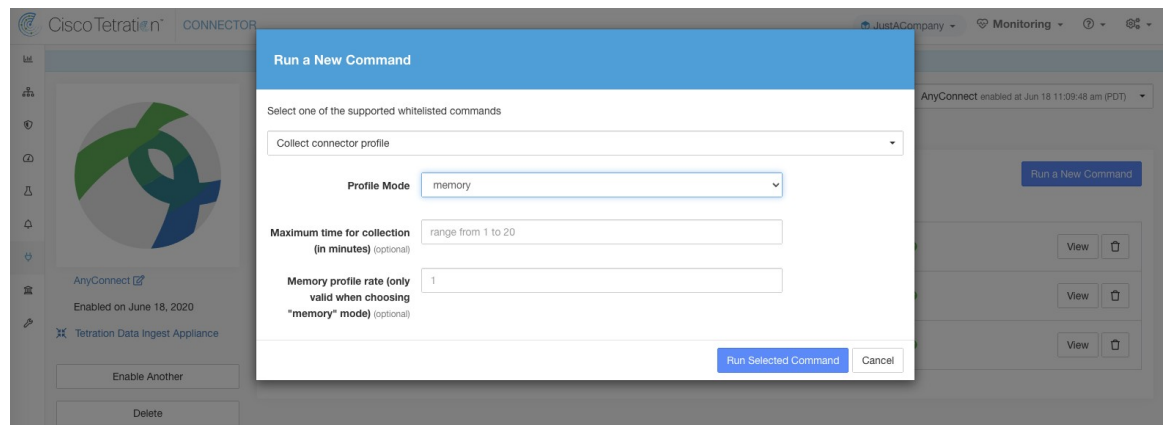 Cisco Tetration CONNECTOR
JustACompany
Monitoring
Run a New Command
AnyConnect enabled at Jun 18 11:09:48 am (PDT)
Select one of the supported whitelisted commands
Collect connector profile
Run a New Command
Profile Mode memory
Maximum time for collection range from 1 to 20
(in minutes) (optional)
View
AnyConnect
Memory profile rate (only 1
valid when choosing
"memory" mode) (optional)
View
Enabled on June 18, 2020
Tetration Data Ingest Appliance
View
Run Selected Command Cancel
Enable Another
Delete